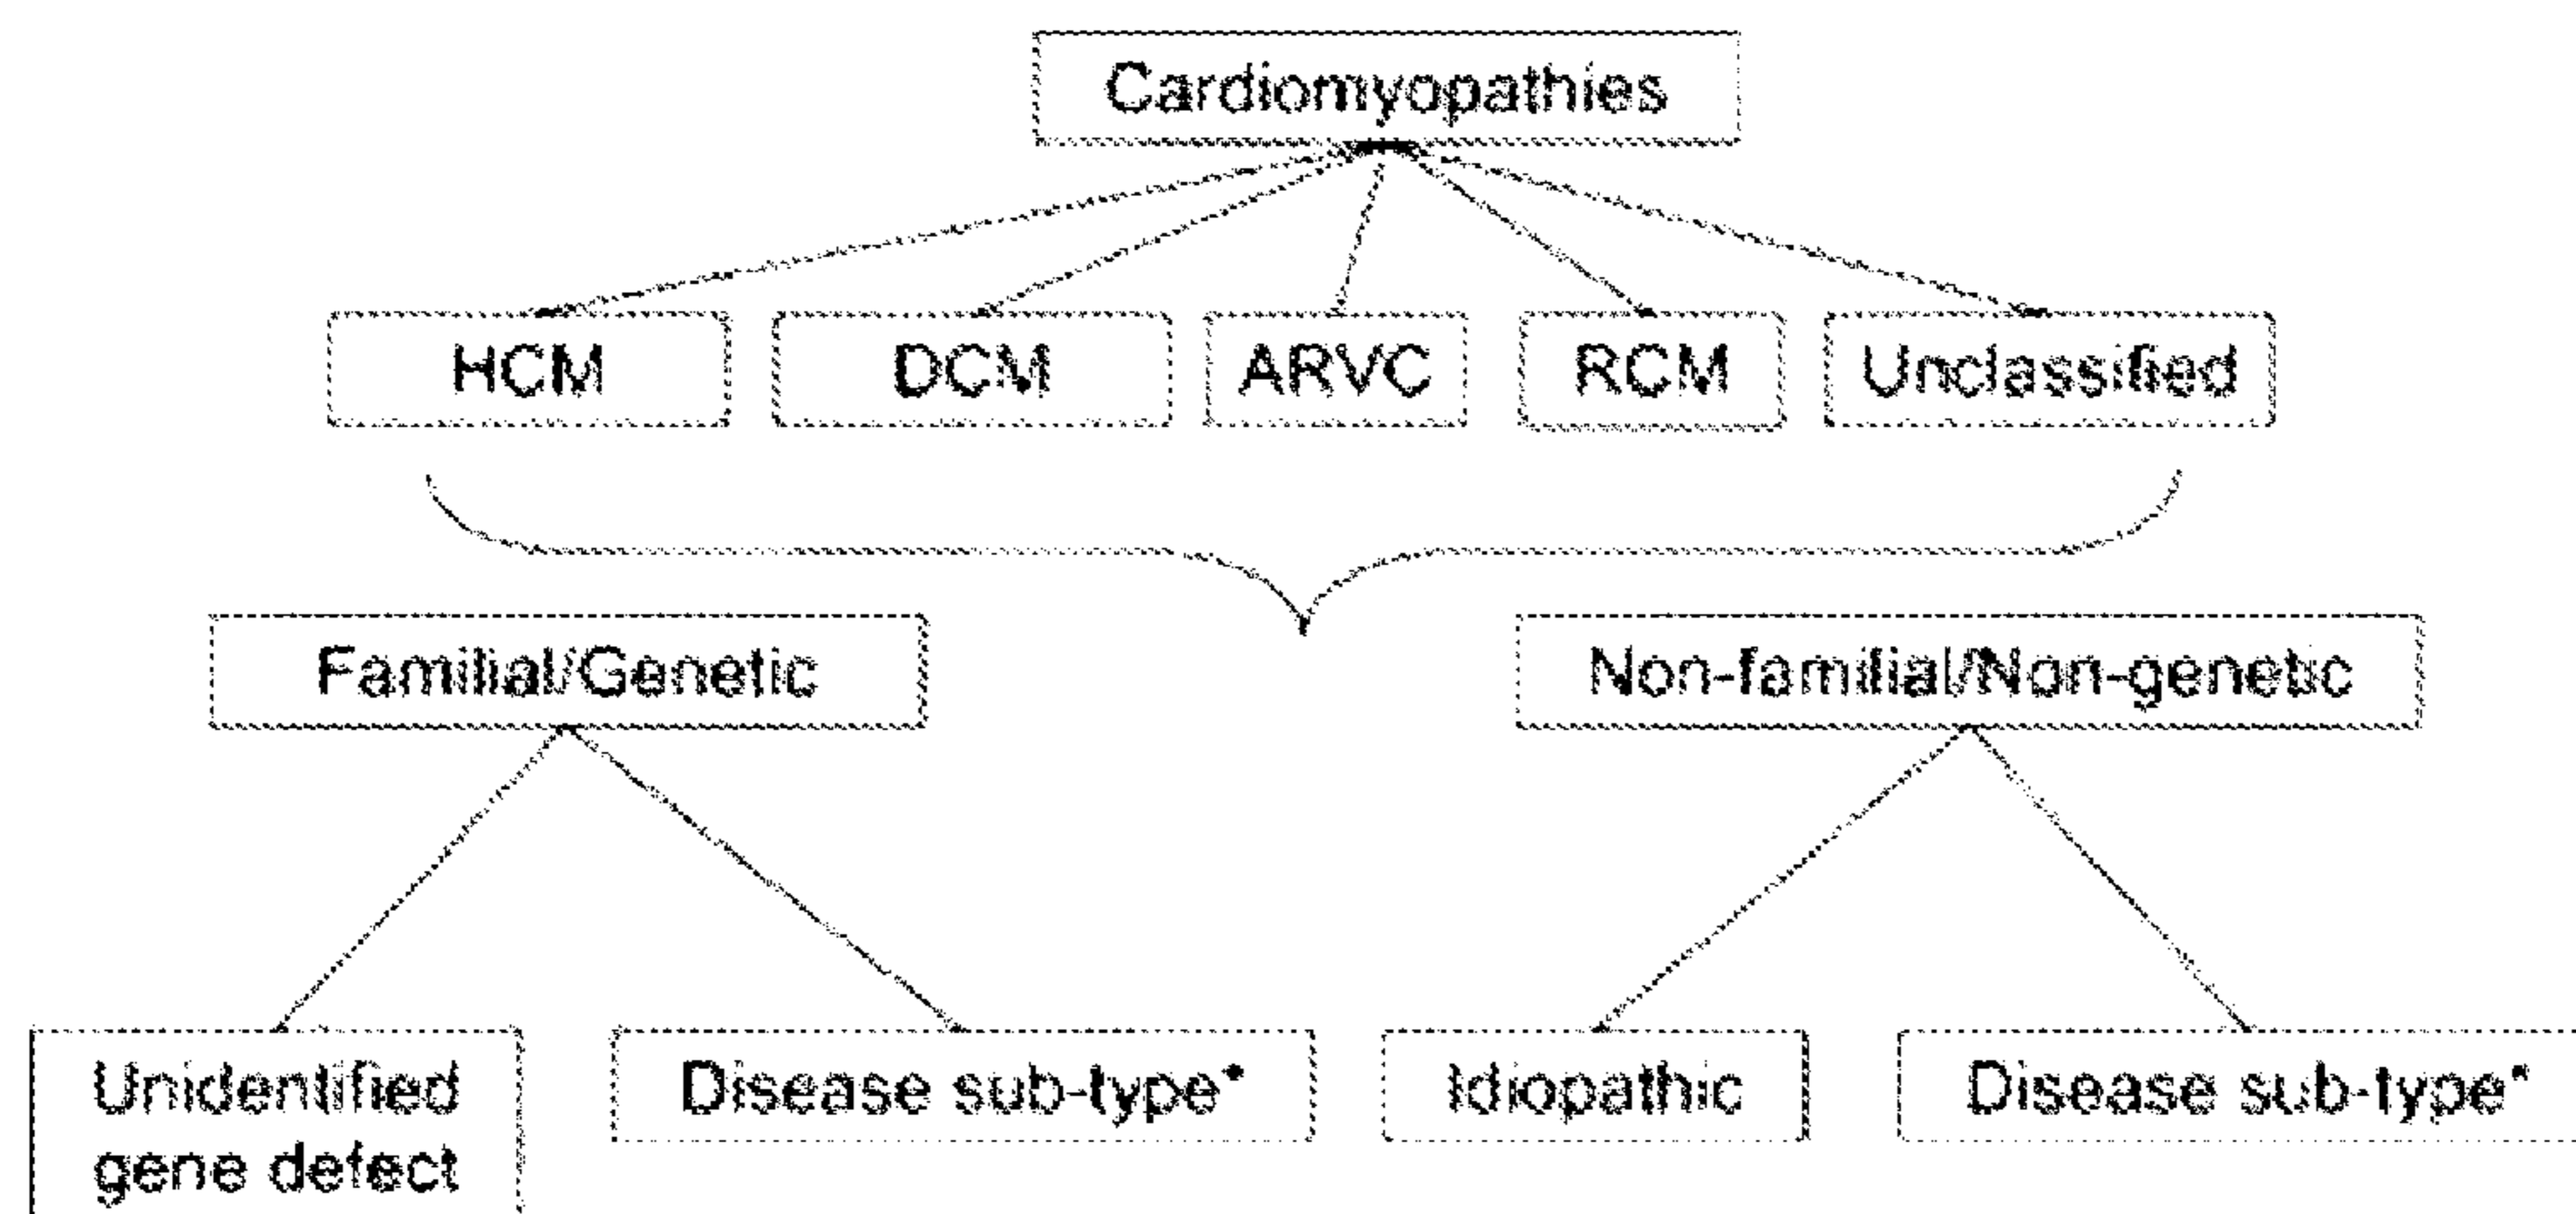 Cardiomyopathies
HCM DCM ARVC RCM Unclassified
Familial/Genetic Non-familial/Non-genetic
Unidentified Disease sub-type* Idiopathic Disease sub-type*
gene defect